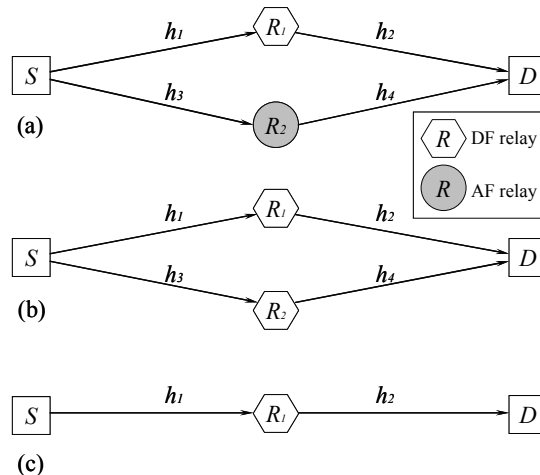 h1 R1 h2
S D
h3 R2 h4
(a)
R DF relay
R AF relay
h1 R1 h2
S D
h3 R2 h4
(b)
h1 h2
S R1 D
(c)